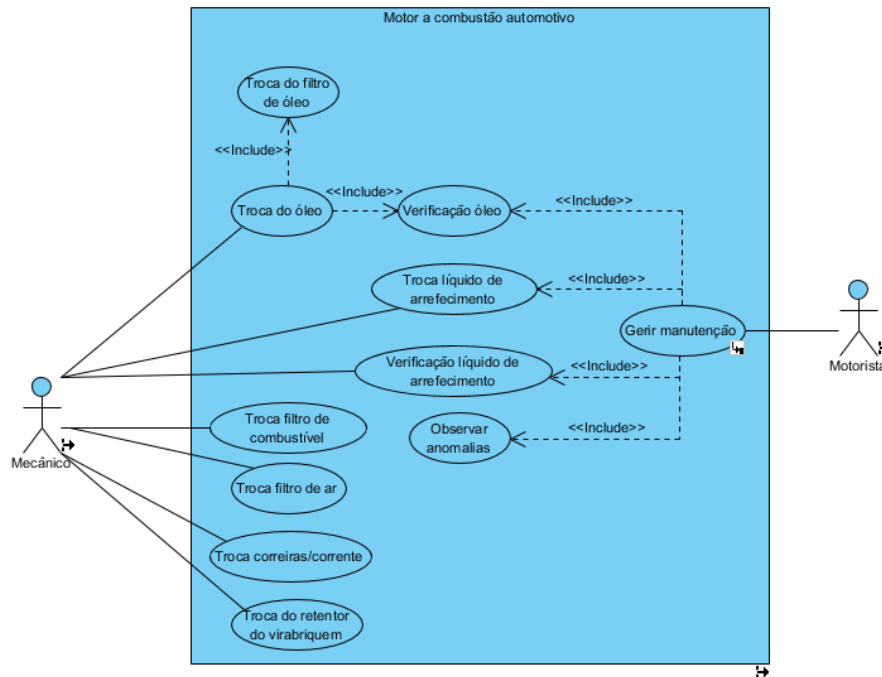 Motor a combustão automotivo
Troca do filtro
de óleo
<<Include>>
<<Include>>
<<Include>>
Troca do óleo
Verificação óleo
Troca líquido de
arrefecimento
<<Include>>
Gerir manutenção
Motorista
Verificação líquido de
arrefecimento
<<Include>>
Troca filtro de
combustível
Observar
anomalias
<<Include>>
Mecânico
Troca filtro de ar
Troca correiras/corrente
Troca do retentor
do virabriquem